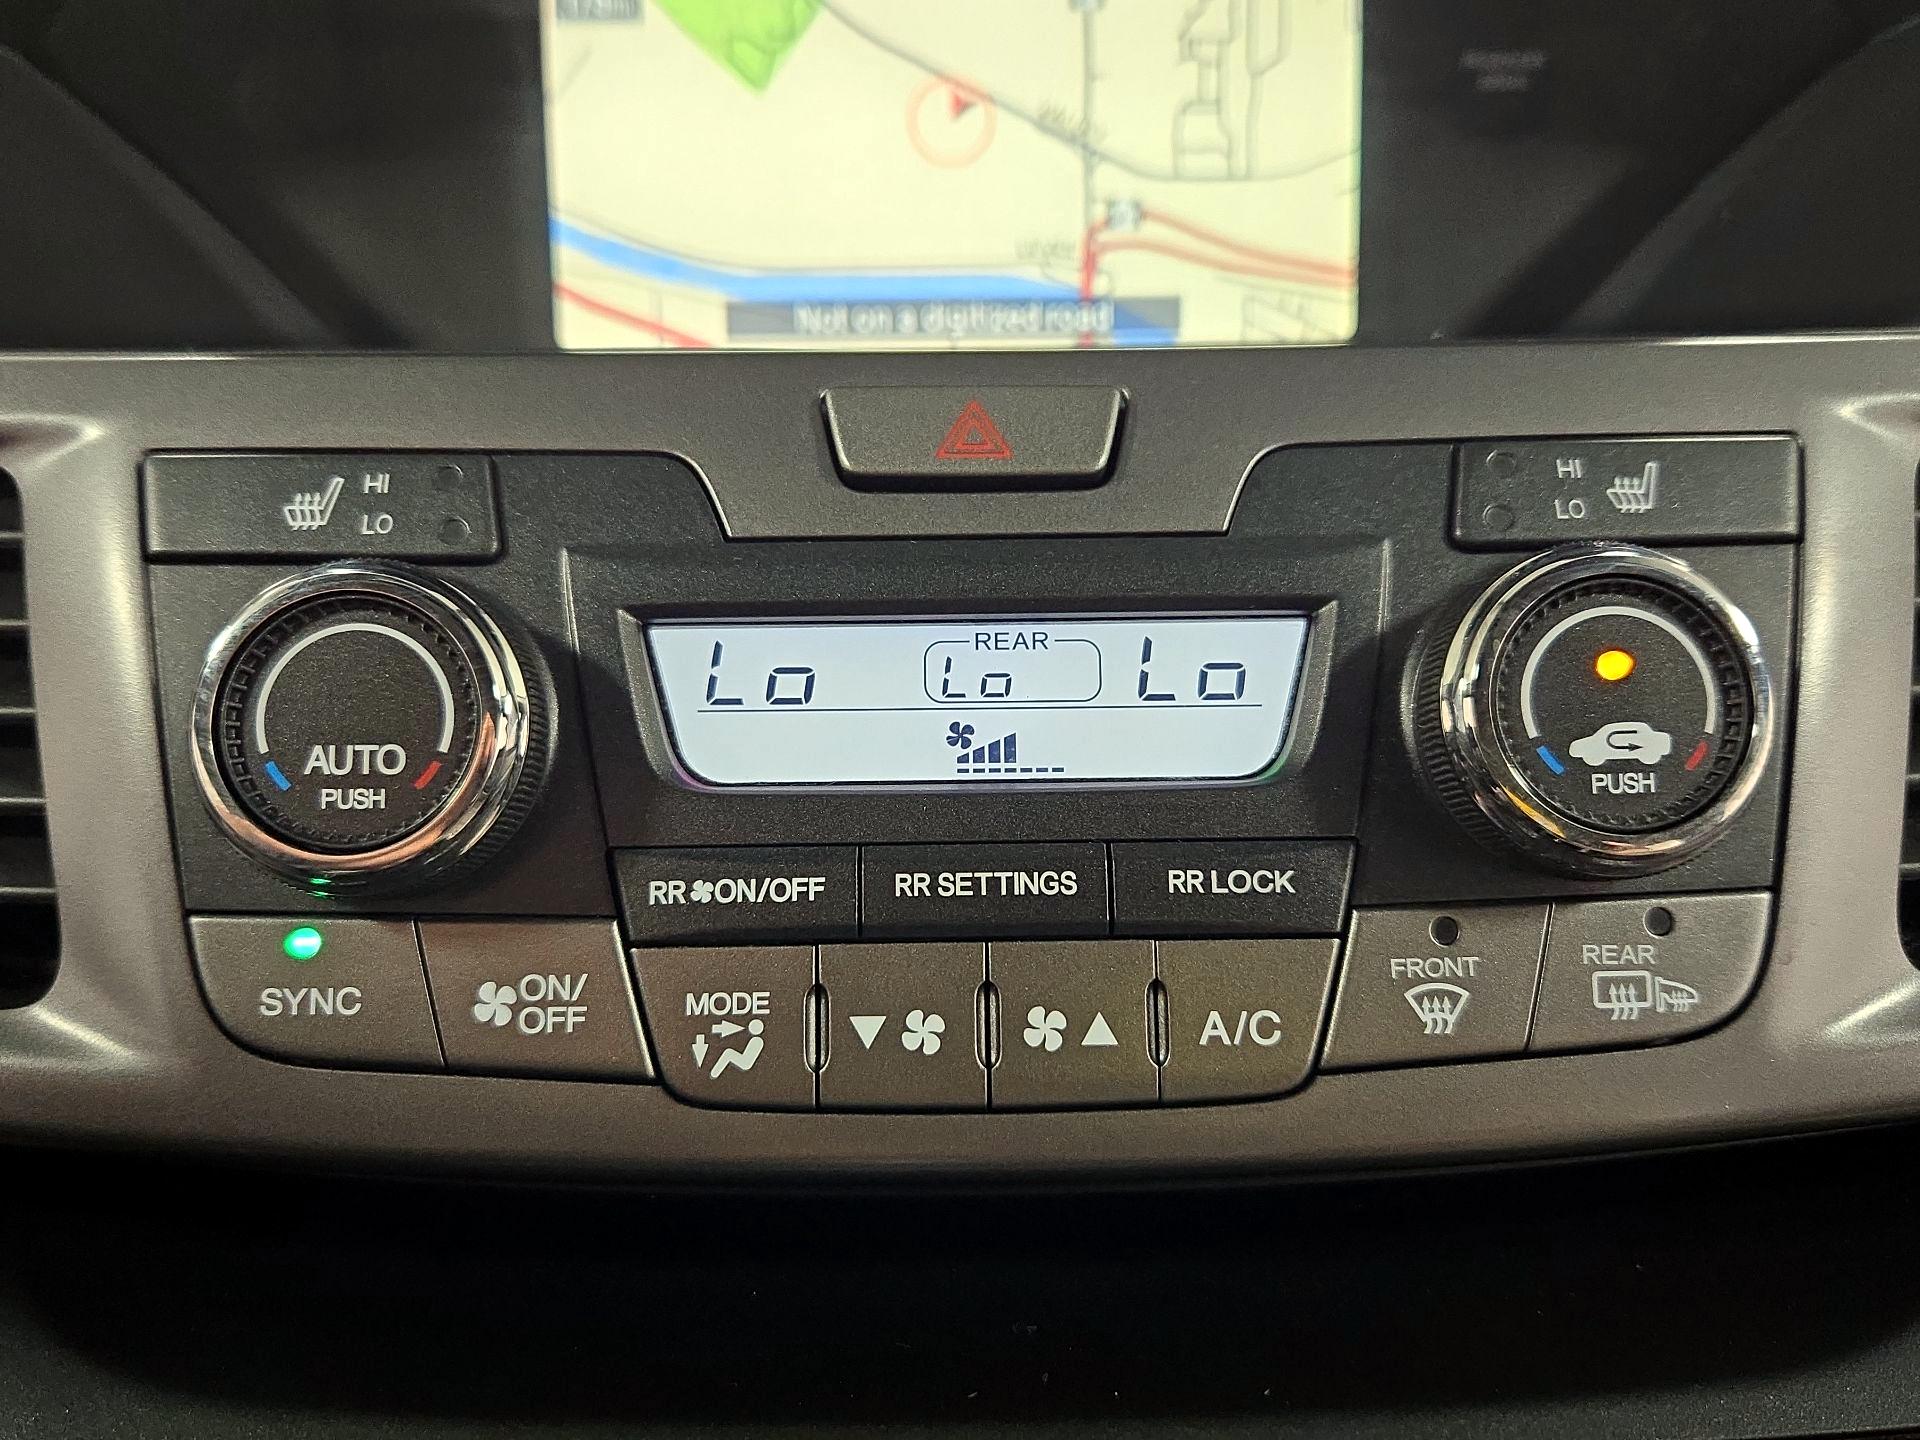 Not on a digitized road
HI
LO
HI
LO
Lo
REAR
Lo
Lo
AUTO
PUSH
PUSH
RR ON/OFF
RR SETTINGS
RR LOCK
SYNC
ON/
OFF
MODE
A/C
FRONT
REAR